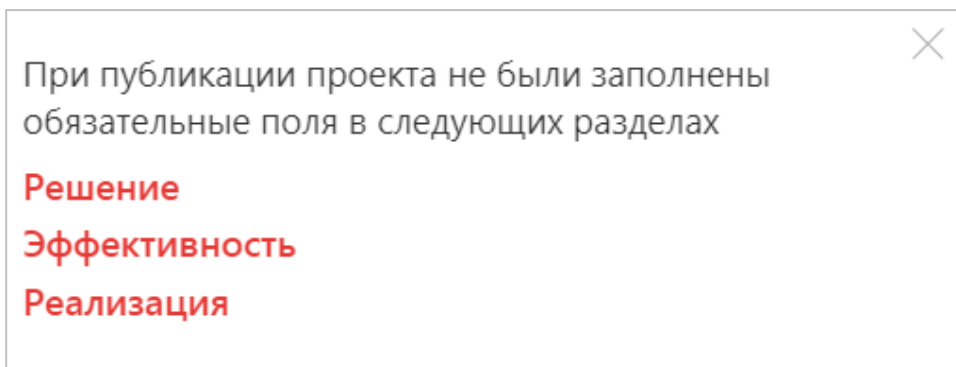 При публикации проекта не были заполнены
обязательные поля в следующих разделах
Решение
Эффективность
Реализация